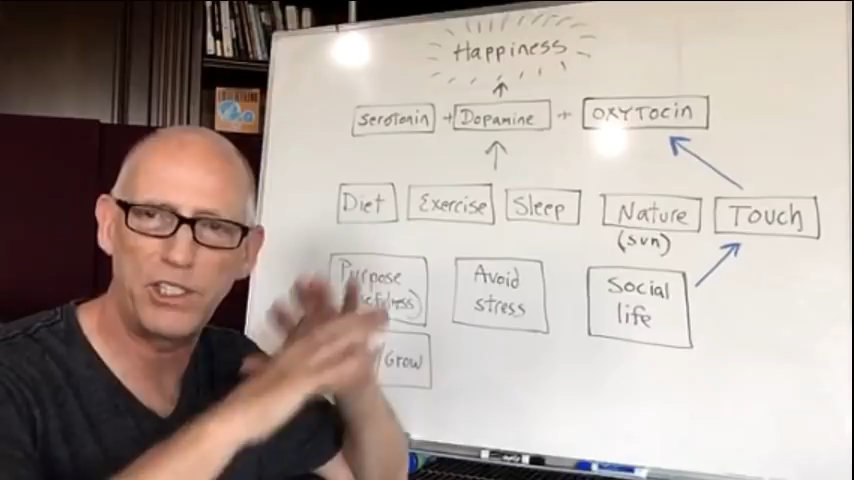 Happiness
Serotonin + Dopamine + OXYTOCIN
Diet Exercise Sleep Nature Touch
(sun)
Purpose Avoid stress Social life
Grow